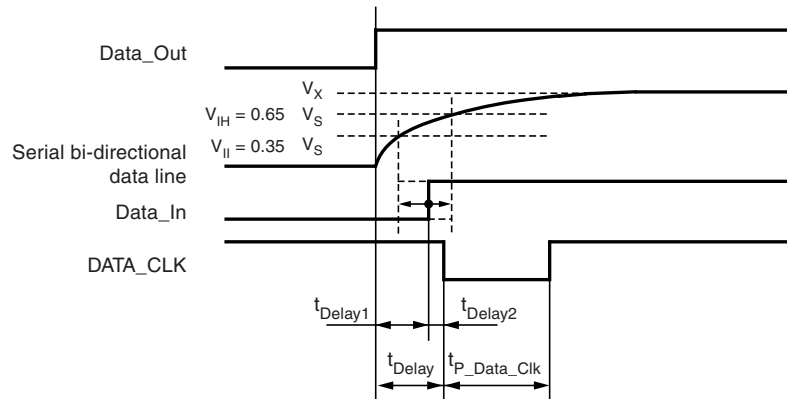 Data_Out
V_X
V_IH = 0.65 V_S
V_Il = 0.35 V_S
Serial bi-directional
data line
Data_In
DATA_CLK
t_Delay1 t_Delay2
t_Delay t_P_Data_Clk